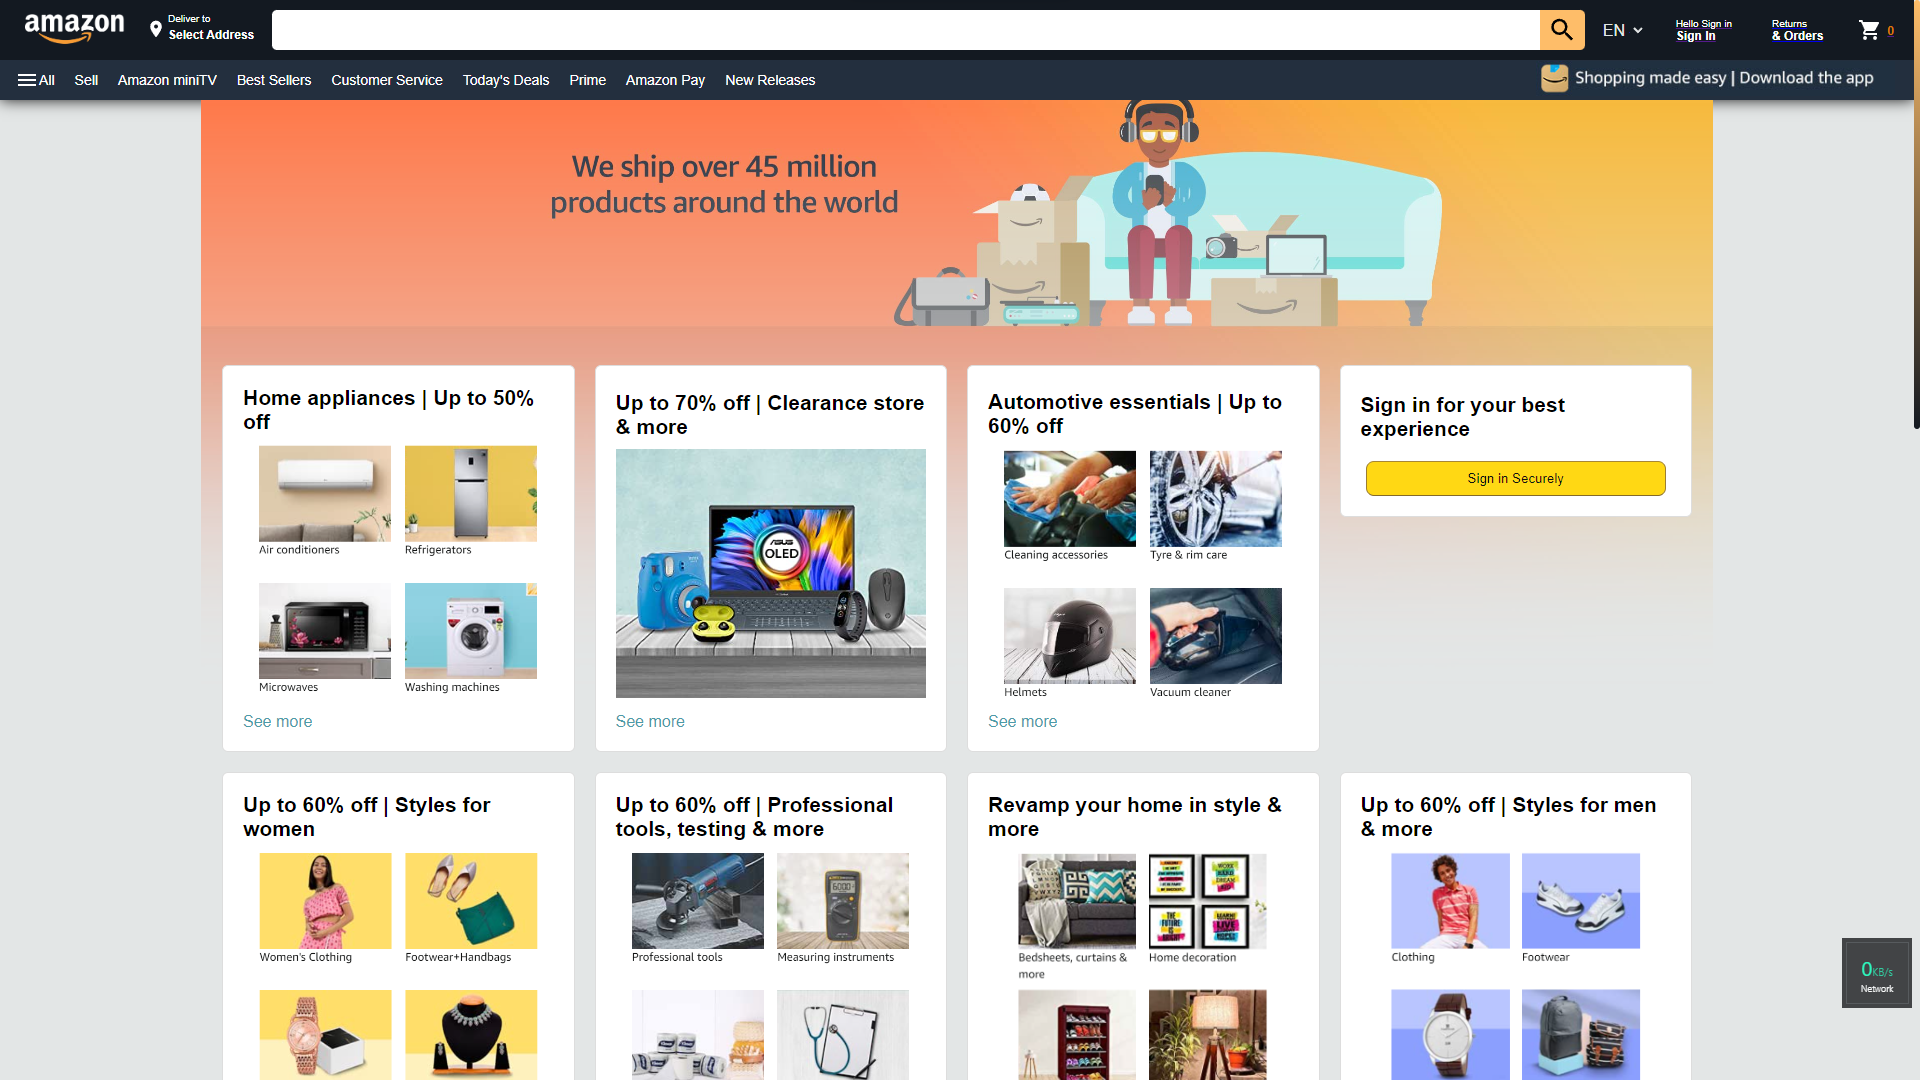 amazon
Deliver to
Select Address
EN
Hello Sign in
Sign In
Returns
& Orders
0
All
Sell
Amazon miniTV
Best Sellers
Customer Service
Today's Deals
Prime
Amazon Pay
New Releases
Shopping made easy | Download the app
We ship over 45 million
products around the world
Home appliances | Up to 50%
off
Air conditioners
Refrigerators
Microwaves
Washing machines
See more
Up to 70% off | Clearance store
& more
ASUS
OLED
See more
Automotive essentials | Up to
60% off
Cleaning accessories
Tyre & rim care
Helmets
Vacuum cleaner
See more
Sign in for your best
experience
Sign in Securely
Up to 60% off | Styles for
women
Women's Clothing
Footwear+Handbags
Up to 60% off | Professional
tools, testing & more
Professional tools
Measuring instruments
Revamp your home in style &
more
Bedsheets, curtains &
more
Home decoration
Up to 60% off | Styles for men
& more
Clothing
Footwear
0KB/s
Network